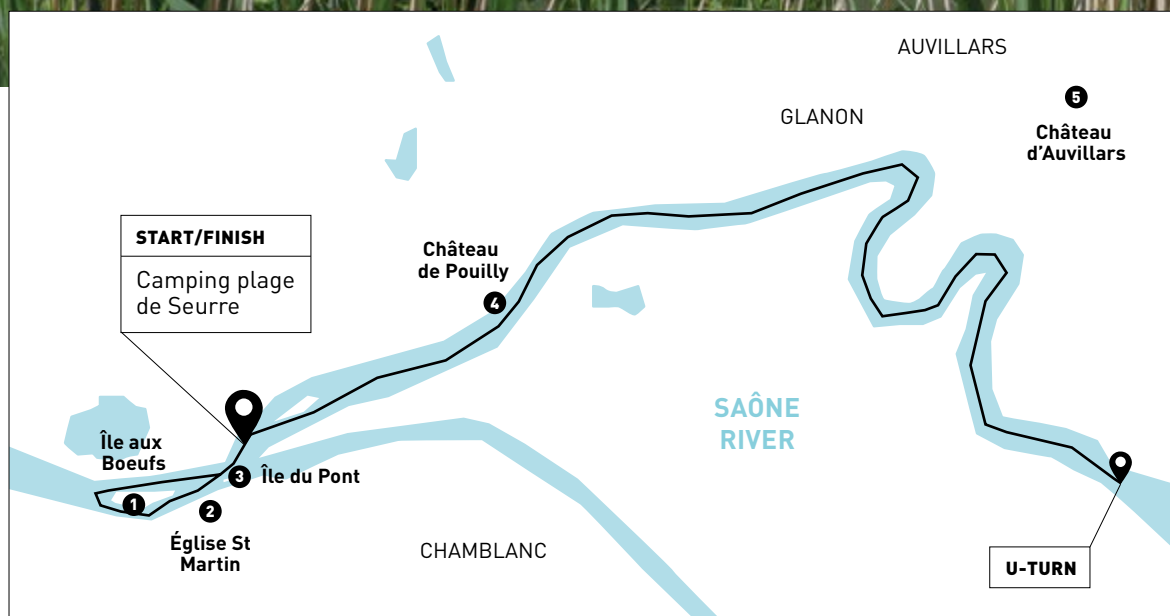 AUVILLARS
GLANON
5
Château
d’Auvillars
START/FINISH
Camping plage
de Seurre
Château
de Pouilly
4
SAÔNE
RIVER
Île aux
Boeufs
1
3 Île du Pont
2
Église St
Martin
CHAMBLANC
U-TURN